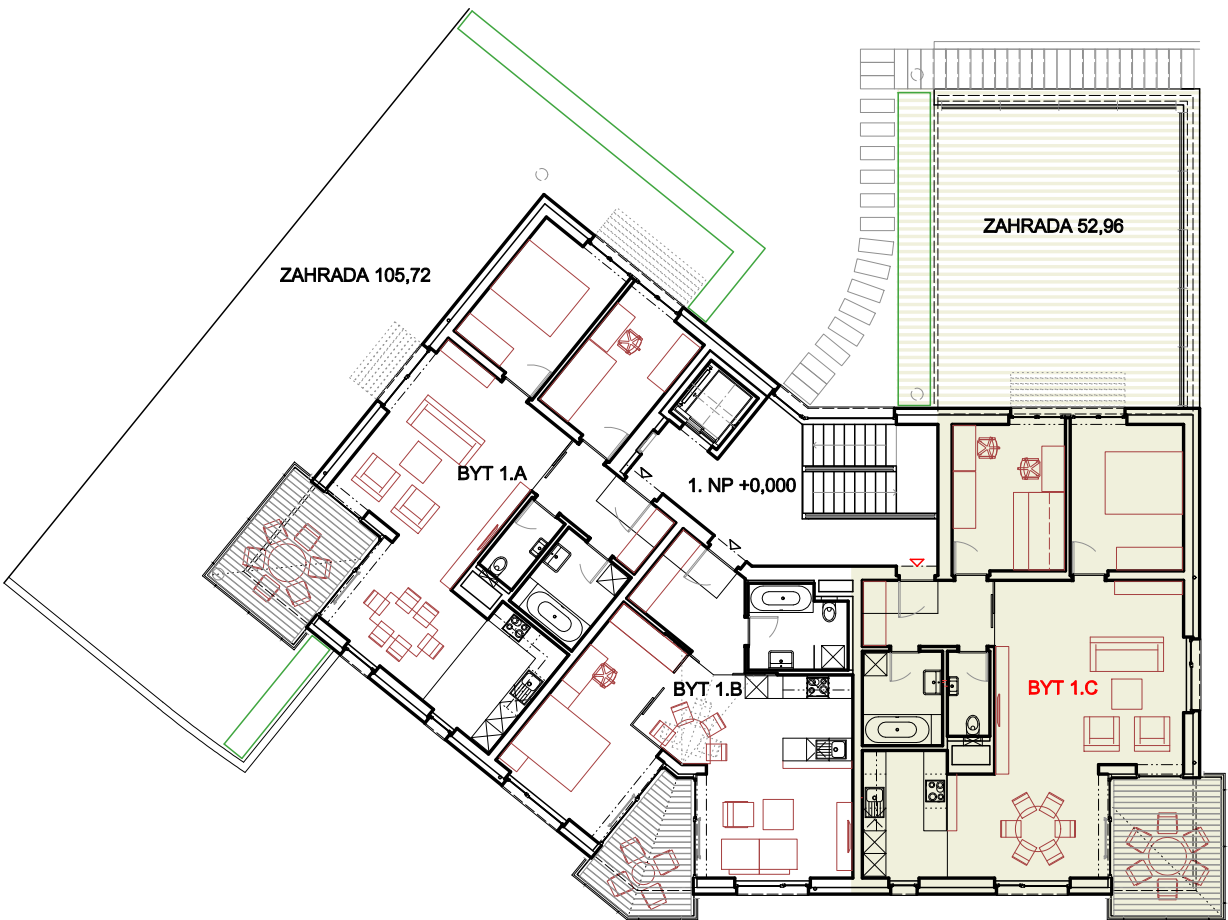 ZAHRADA 52,96
ZAHRADA 105,72
BYT 1.A
1. NP +0,000
BYT 1.B
BYT 1.C